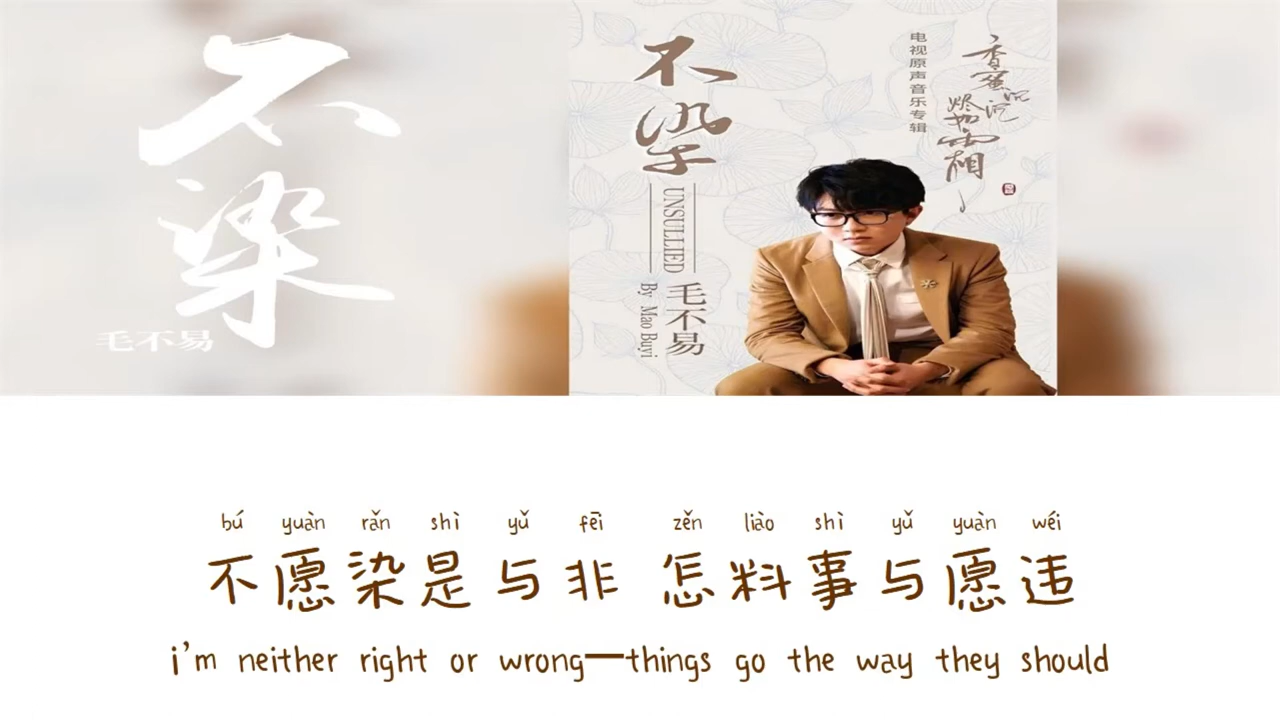 不染
毛不易
不染
UNSULLIED
By Mao Buyi
毛不易
电视原声音乐专辑
香蜜沉沉
烬如霜
相
bú yuàn rǎn shì yǔ fēi zěn liào shì yǔ yuàn wéi
不愿染是与非 怎料事与愿违
i'm neither right or wrong—things go the way they should